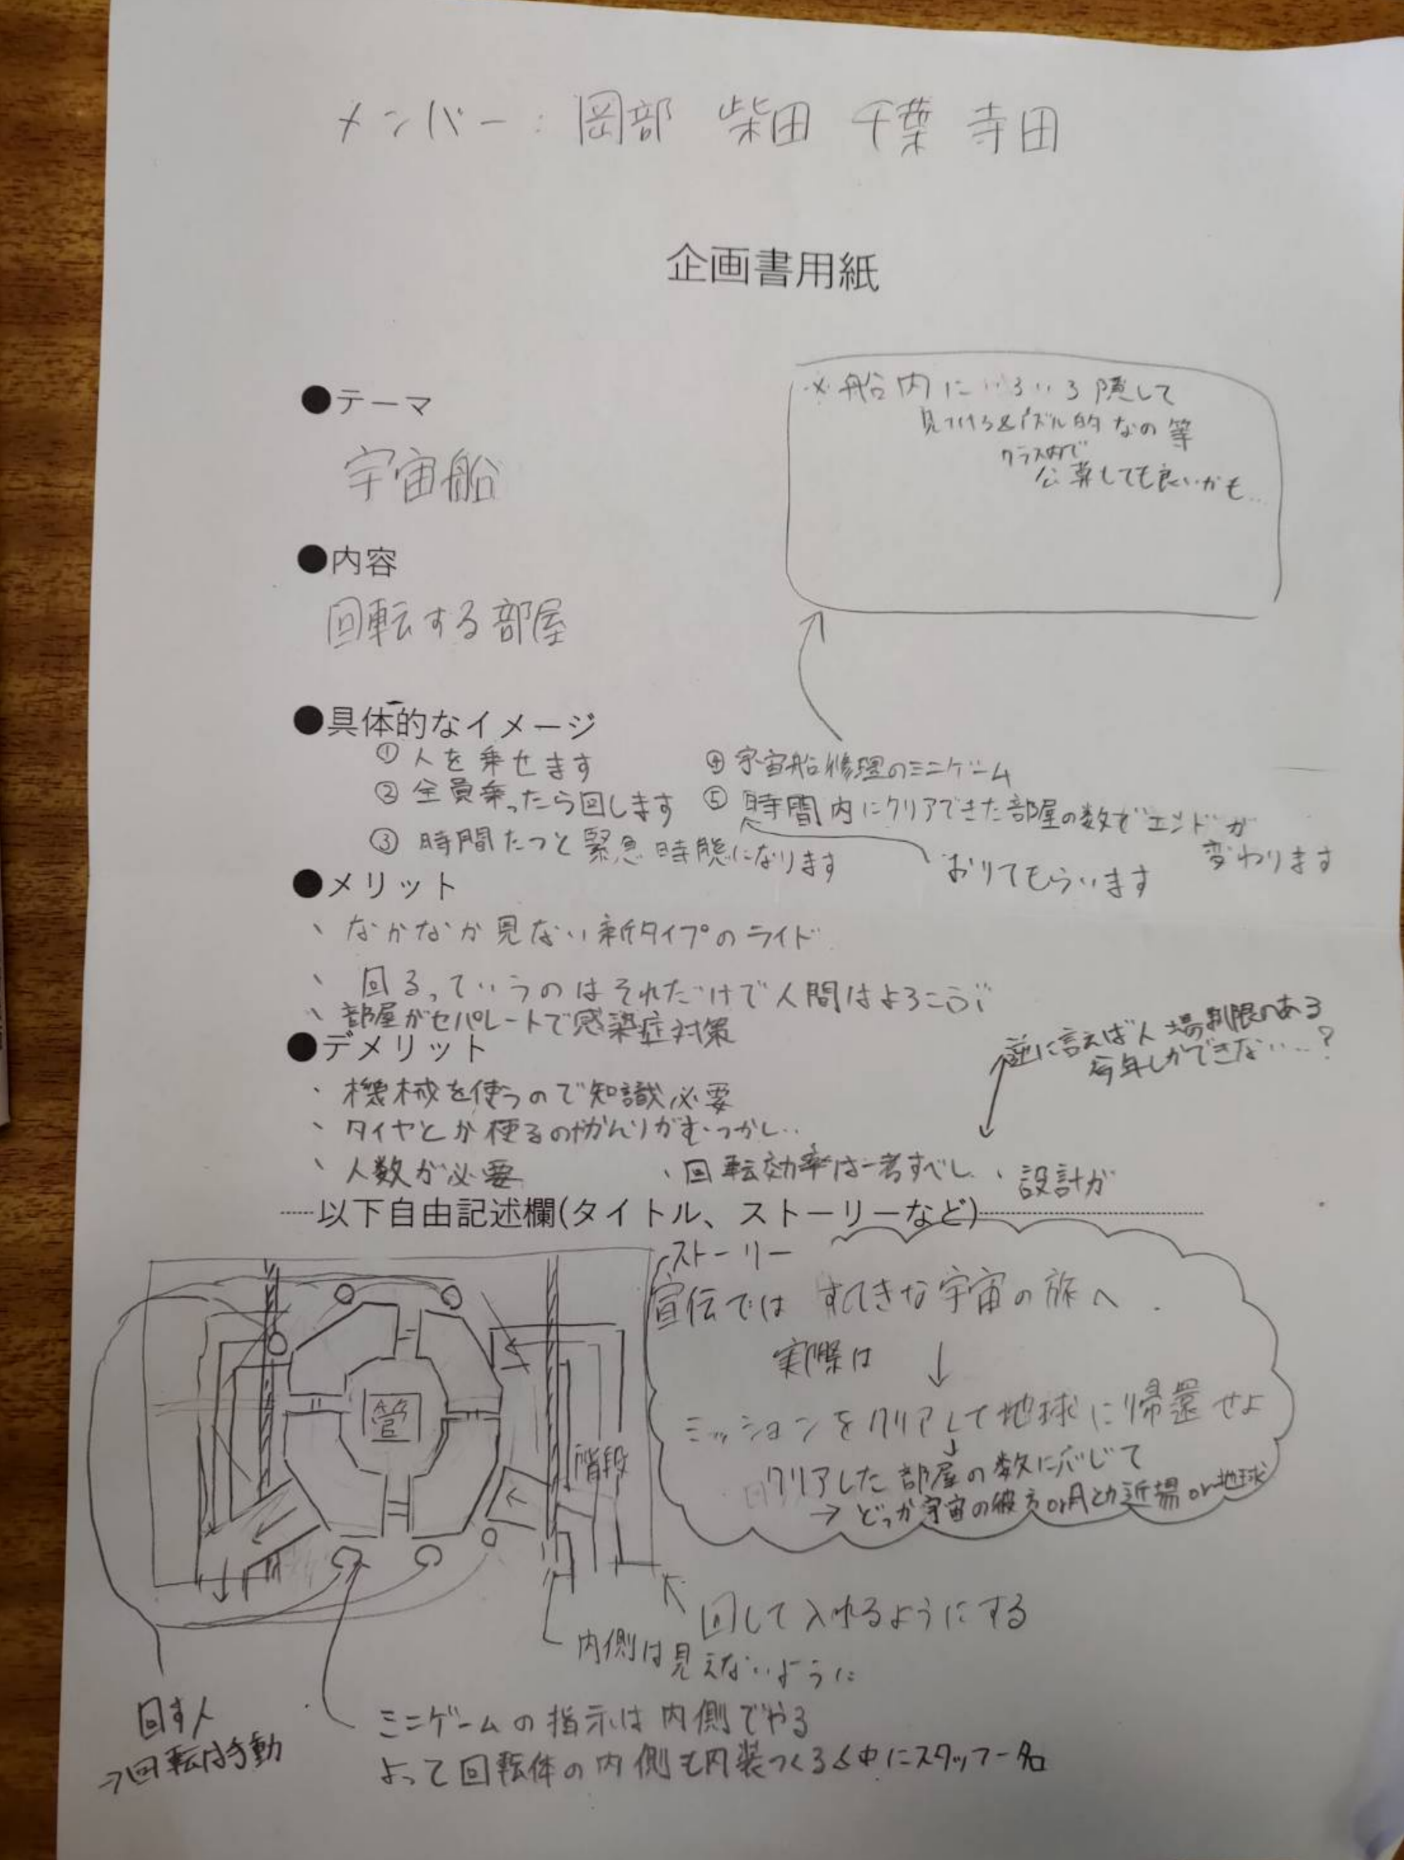 メンバー：岡部 柴田 千葉 寺田
企画書用紙
●テーマ
宇宙船
※船内にいろいろ隠して
見つける&パズル的なの等
クラス内で
公募しても良いかも…
●内容
回転する部屋
●具体的なイメージ
① 人を乗せます
② 全員乗ったら回します
③ 時間たつと緊急時態になります
④ 宇宙船修理のミニゲーム
⑤ 時間内にクリアできた部屋の数でエンドが
変わります
おりてもらいます
●メリット
、なかなか見ない新タイプのライド
、回るっていうのはそれだけで人間はよろこぶ
、部屋がセパレートで感染症対策
逆に言えば入場制限のある
今年しかできない…?
●デメリット
・機械を使うので知識必要
・タイヤとか使るのでかんりがむつかし..
、人数が必要
・回転効率は一考すべし
・設計が
以下自由記述欄(タイトル、ストーリーなど)
ストーリー
宣伝では すてきな宇宙の旅へ.
実際は ↓
ミッションをクリアして地球に帰還せよ
↓
クリアした部屋の数に応じて
→ どっか宇宙の彼方or月とか近場or地球
管
階段
回して入れるようにする
内側は見えないように
回す人
→回転は手動
ミニゲームの指示は内側でやる
よって回転体の内側も内装つくる&中にスタッフ一名